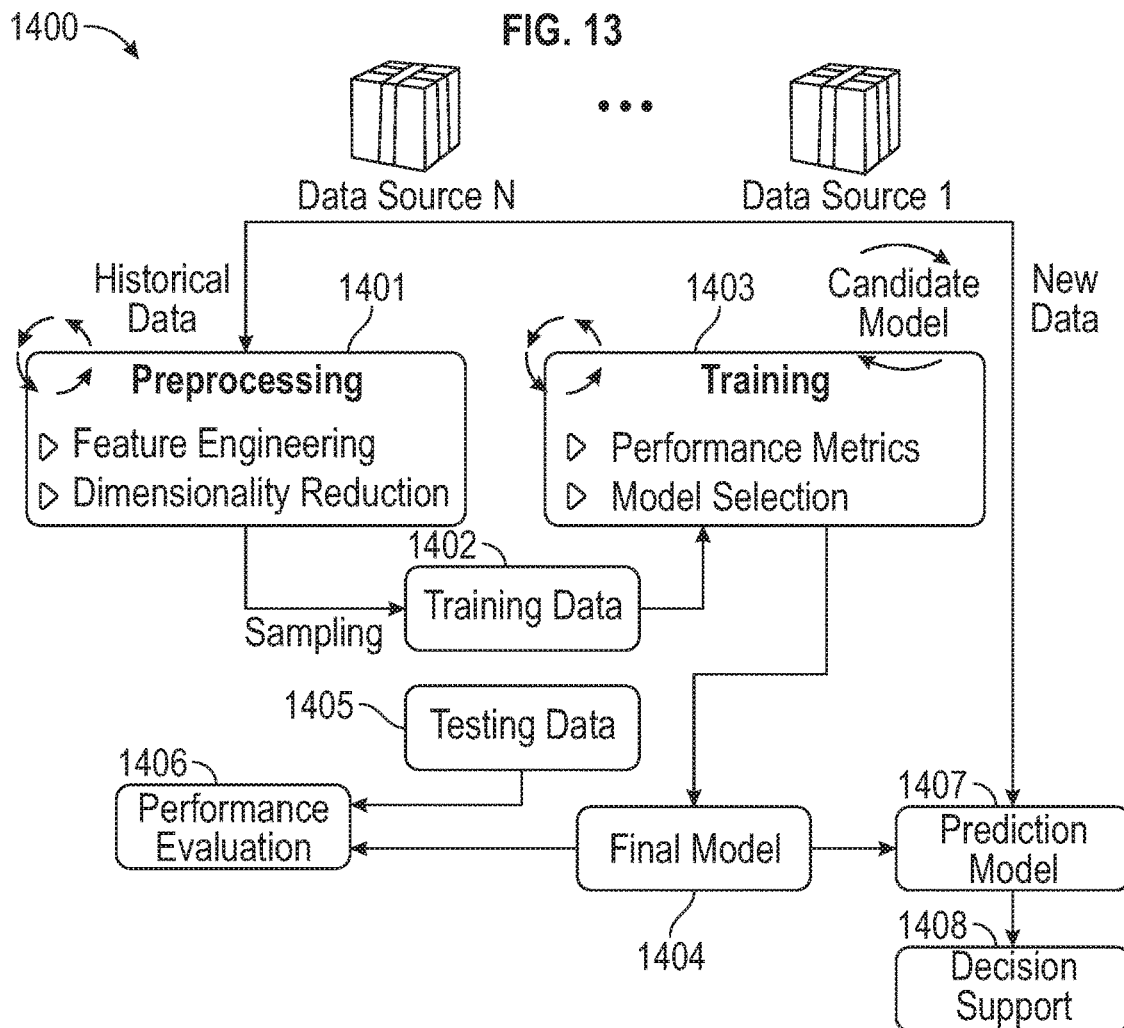 1400
FIG. 13
•••
Data Source N
Data Source 1
Historical
Data
1401
1403
Candidate
Model
New
Data
Preprocessing
▷ Feature Engineering
▷ Dimensionality Reduction
Training
▷ Performance Metrics
▷ Model Selection
1402
Training Data
Sampling
1405
Testing Data
1406
Performance
Evaluation
Final Model
1404
1407
Prediction
Model
1408
Decision
Support